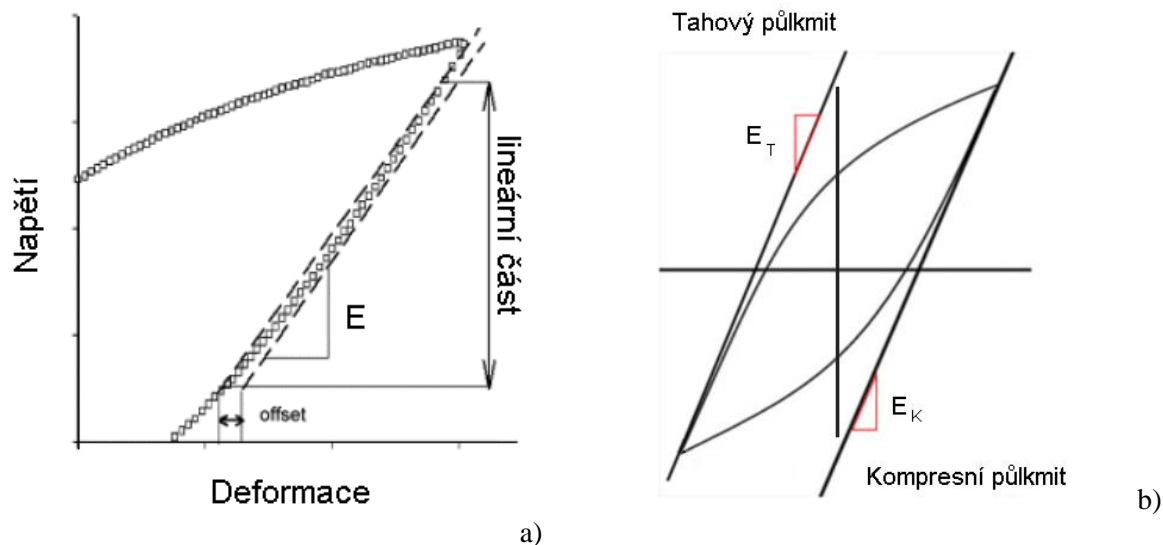 Napětí
lineární část
E
offset
Deformace
a)
Tahový půlkmit
E T
E K
Kompresní půlkmit
b)